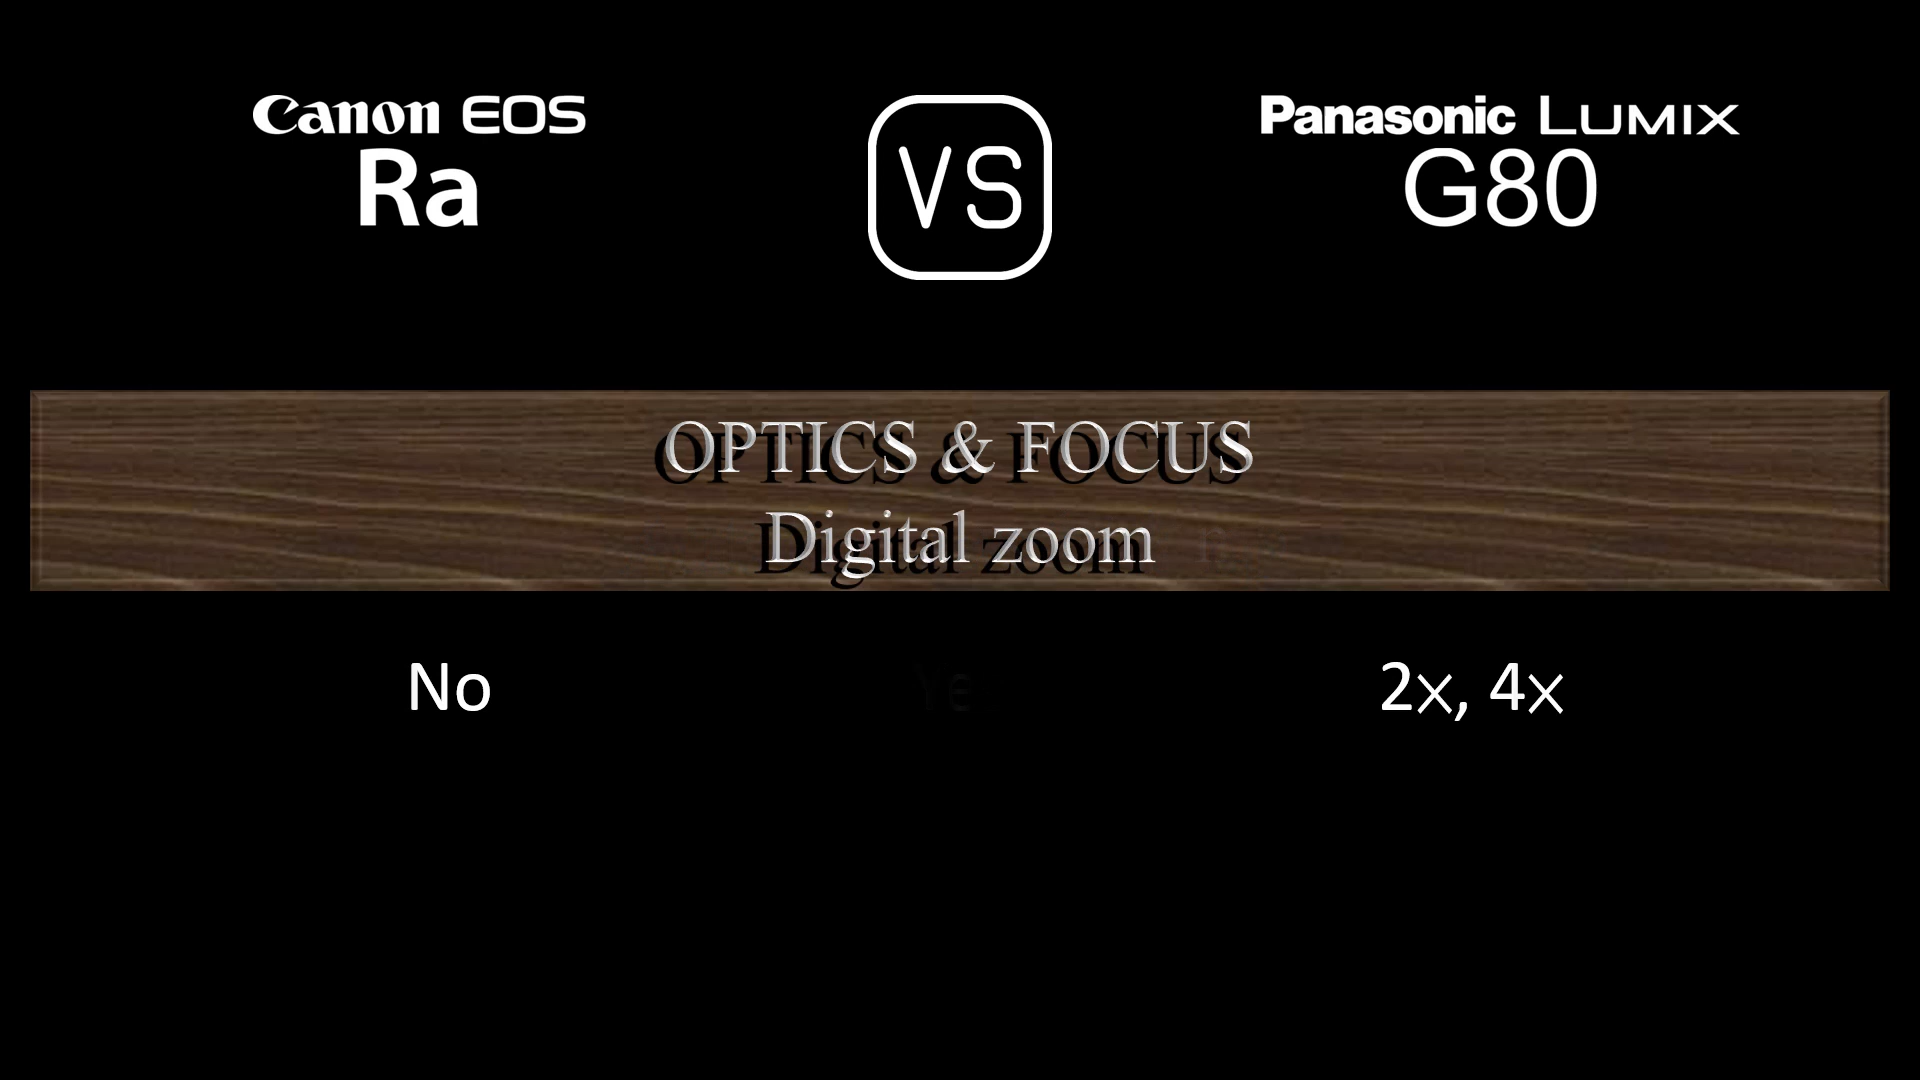 Canon EOS
Ra
VS
Panasonic LUMIX
G80
OPTICS & FOCUS
Digital zoom
No
2x, 4x